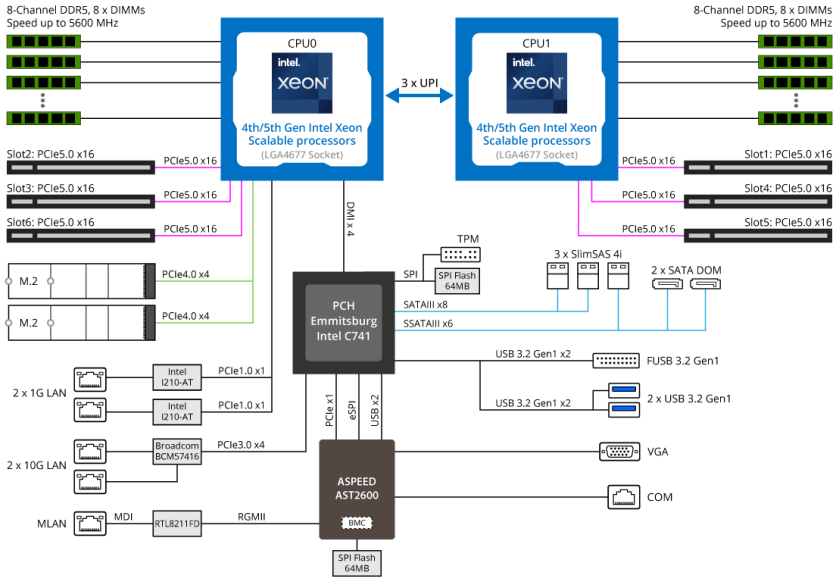 8-Channel DDR5, 8 x DIMMs
Speed up to 5600 MHz
8-Channel DDR5, 8 x DIMMs
Speed up to 5600 MHz
CPU0
intel.
xeon
4th/5th Gen Intel Xeon
Scalable processors
(LGA4677 Socket)
3 x UPI
CPU1
intel.
xeon
4th/5th Gen Intel Xeon
Scalable processors
(LGA4677 Socket)
Slot2: PCIe5.0 x16
PCIe5.0 x16
Slot3: PCIe5.0 x16
PCIe5.0 x16
Slot6: PCIe5.0 x16
PCIe5.0 x16
PCIe5.0 x16
Slot1: PCIe5.0 x16
PCIe5.0 x16
Slot4: PCIe5.0 x16
PCIe5.0 x16
Slot5: PCIe5.0 x16
DMI x 4
M.2
PCIe4.0 x4
M.2
PCIe4.0 x4
TPM
SPI
SPI Flash
64MB
3 x SlimSAS 4i
2 x SATA DOM
PCH
Emmitsburg
Intel C741
SATAIII x8
SSATAIII x6
USB 3.2 Gen1 x2
FUSB 3.2 Gen1
USB 3.2 Gen1 x2
2 x USB 3.2 Gen1
2 x 1G LAN
Intel
I210-AT
PCIe1.0 x1
Intel
I210-AT
PCIe1.0 x1
PCIe x1
eSPI
USB x2
2 x 10G LAN
Broadcom
BCM57416
PCIe3.0 x4
ASPEED
AST2600
BMC
VGA
COM
MLAN
MDI
RTL8211FD
RGMII
SPI Flash
64MB